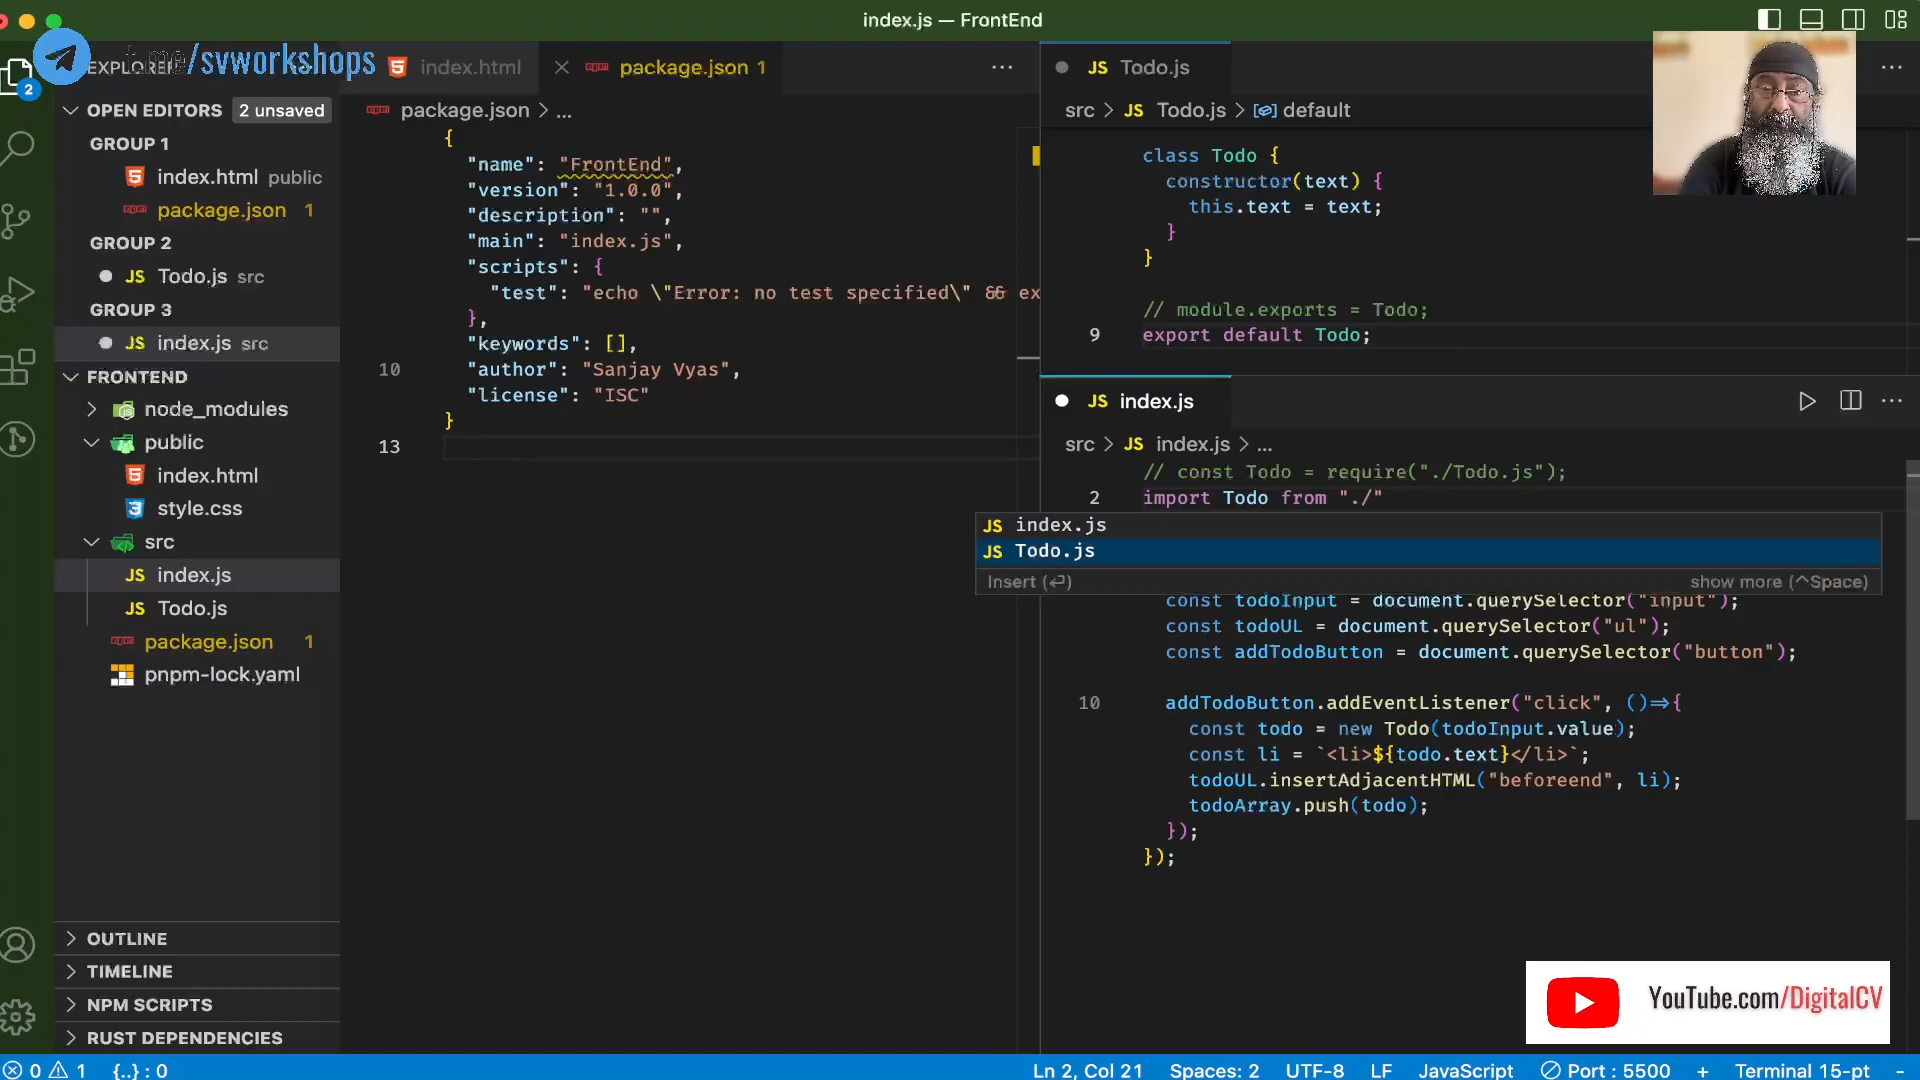 index.js — FrontEnd
t.me/svworkshops
EXPLORER
2
OPEN EDITORS 2 unsaved
GROUP 1
index.html public
package.json 1
GROUP 2
Todo.js src
GROUP 3
index.js src
FRONTEND
node_modules
public
index.html
style.css
src
JS index.js
JS Todo.js
package.json 1
pnpm-lock.yaml
OUTLINE
TIMELINE
NPM SCRIPTS
RUST DEPENDENCIES
index.html
package.json 1
package.json > ...
{
"name": "FrontEnd",
"version": "1.0.0",
"description": "",
"main": "index.js",
"scripts": {
"test": "echo \"Error: no test specified\" && ex
},
"keywords": [],
10 "author": "Sanjay Vyas",
"license": "ISC"
}
13
JS Todo.js
src > JS Todo.js > default
class Todo {
constructor(text) {
this.text = text;
}
}
// module.exports = Todo;
9 export default Todo;
JS index.js
src > JS index.js > ...
// const Todo = require("./Todo.js");
2 import Todo from "./"
JS index.js
JS Todo.js
Insert (⏎) show more (^Space)
const todoInput = document.querySelector("input");
const todoUL = document.querySelector("ul");
const addTodoButton = document.querySelector("button");
10 addTodoButton.addEventListener("click", ()=>{
const todo = new Todo(todoInput.value);
const li = `<li>${todo.text}</li>`;
todoUL.insertAdjacentHTML("beforeend", li);
todoArray.push(todo);
});
});
YouTube.com/DigitalCV
0 1 {..} : 0 Ln 2, Col 21 Spaces: 2 UTF-8 LF JavaScript Port : 5500 + Terminal 15-pt -